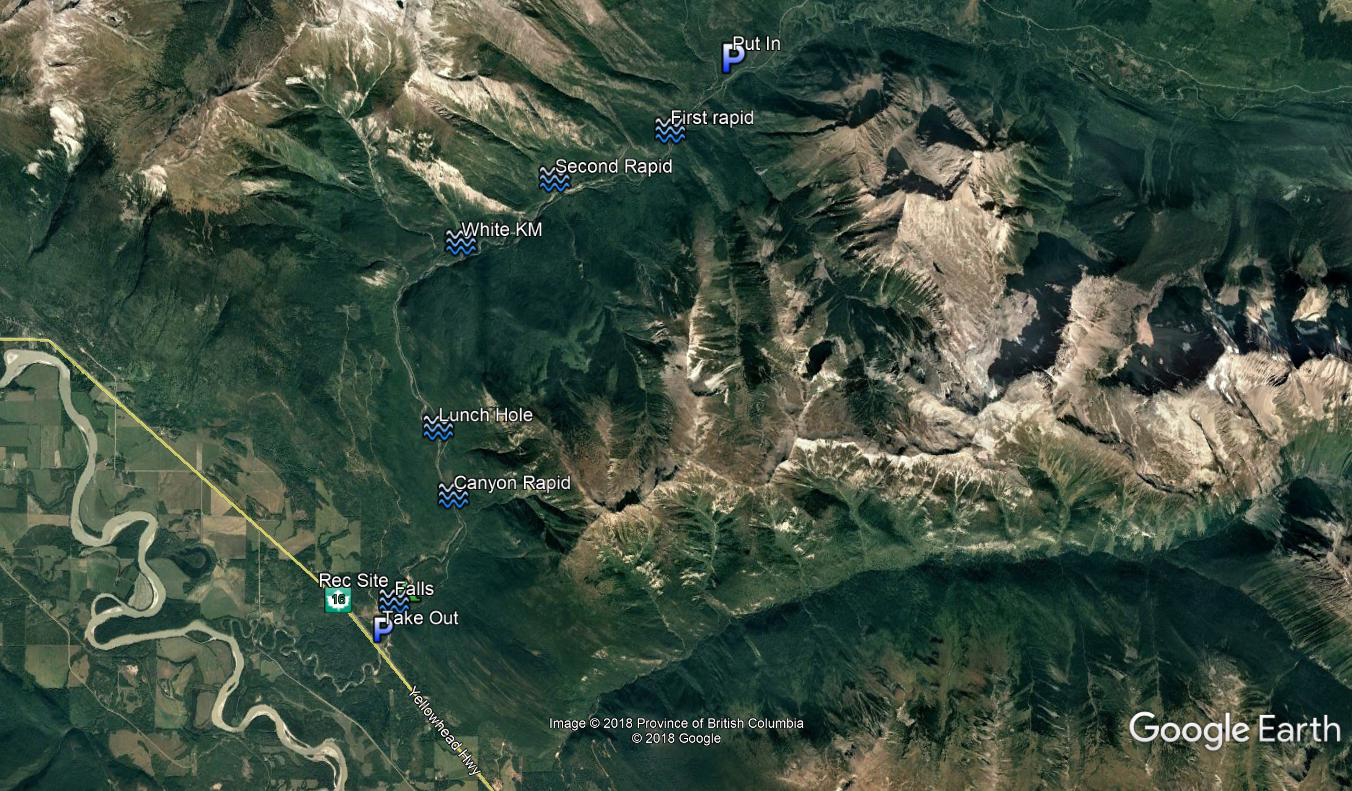 Put In
First rapid
Second Rapid
White KM
Lunch Hole
Canyon Rapid
Rec Site
16
Falls
Take Out
Yellowhead Hwy
Image © 2018 Province of British Columbia
© 2018 Google
Google Earth